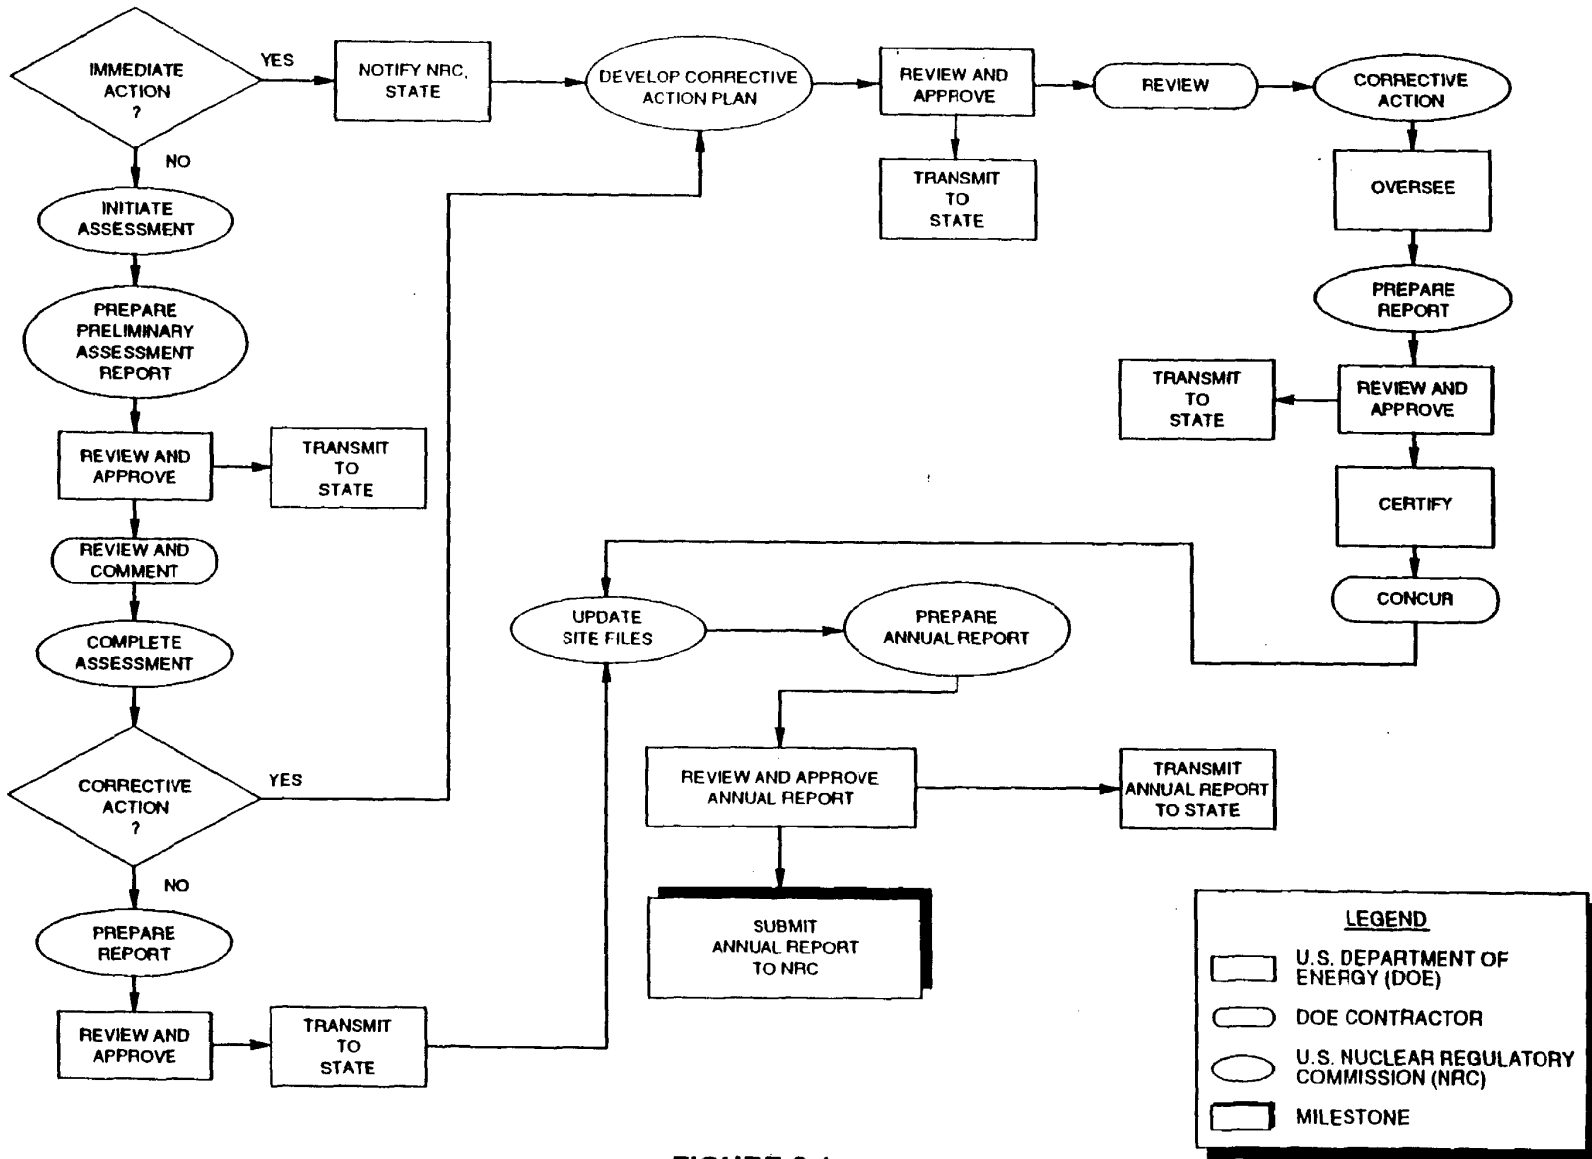 IMMEDIATE
ACTION
?
YES
NOTIFY NRC,
STATE
DEVELOP CORRECTIVE
ACTION PLAN
REVIEW AND
APPROVE
REVIEW
CORRECTIVE
ACTION
TRANSMIT
TO
STATE
OVERSEE
PREPARE
REPORT
TRANSMIT
TO
STATE
REVIEW AND
APPROVE
CERTIFY
CONCUR
NO
INITIATE
ASSESSMENT
PREPARE
PRELIMINARY
ASSESSMENT
REPORT
REVIEW AND
APPROVE
TRANSMIT
TO
STATE
REVIEW AND
COMMENT
COMPLETE
ASSESSMENT
CORRECTIVE
ACTION
?
YES
NO
PREPARE
REPORT
REVIEW AND
APPROVE
TRANSMIT
TO
STATE
UPDATE
SITE FILES
PREPARE
ANNUAL REPORT
REVIEW AND APPROVE
ANNUAL REPORT
TRANSMIT
ANNUAL REPORT
TO STATE
SUBMIT
ANNUAL REPORT
TO NRC
LEGEND
U.S. DEPARTMENT OF
ENERGY (DOE)
DOE CONTRACTOR
U.S. NUCLEAR REGULATORY
COMMISSION (NRC)
MILESTONE
FIGURE